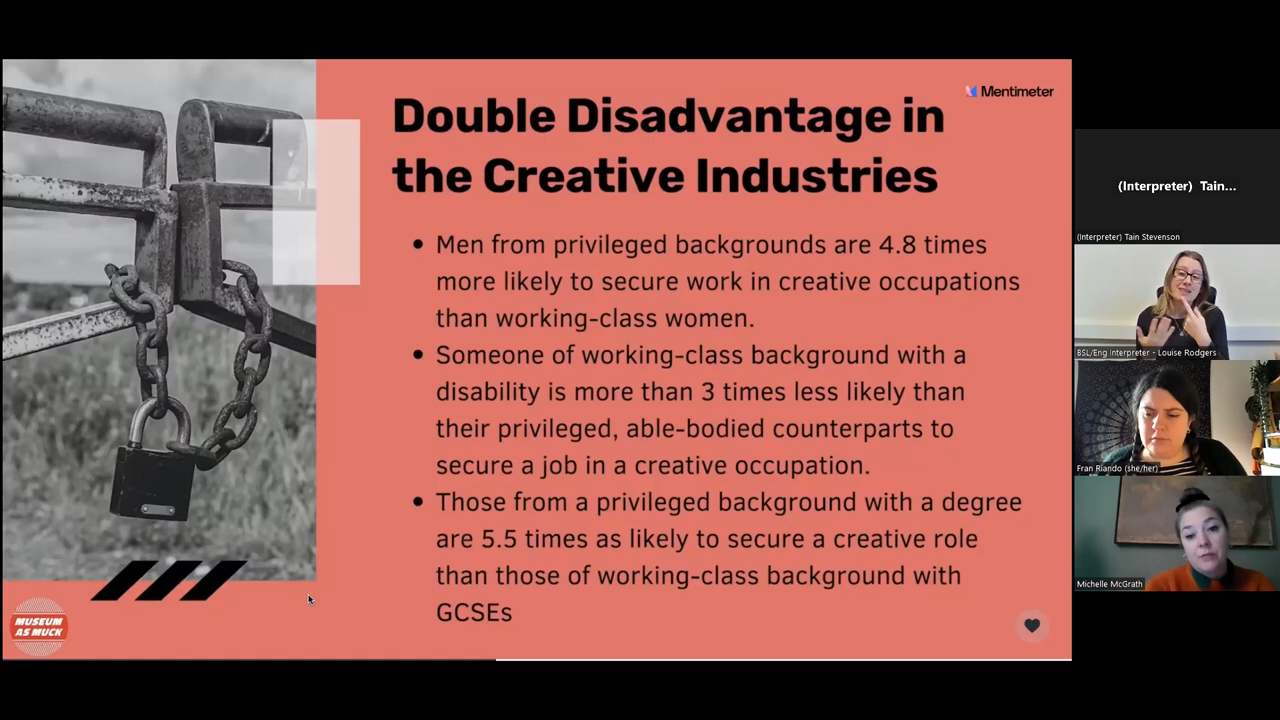 Mentimeter
Double Disadvantage in
the Creative Industries
• Men from privileged backgrounds are 4.8 times
more likely to secure work in creative occupations
than working-class women.
• Someone of working-class background with a
disability is more than 3 times less likely than
their privileged, able-bodied counterparts to
secure a job in a creative occupation.
• Those from a privileged background with a degree
are 5.5 times as likely to secure a creative role
than those of working-class background with
GCSEs
MUSEUM
AS MUCK
(Interpreter) Tain...
(Interpreter) Tain Stevenson
BSL/Eng Interpreter - Louise Rodgers
Fran Riando (she/her)
Michelle McGrath